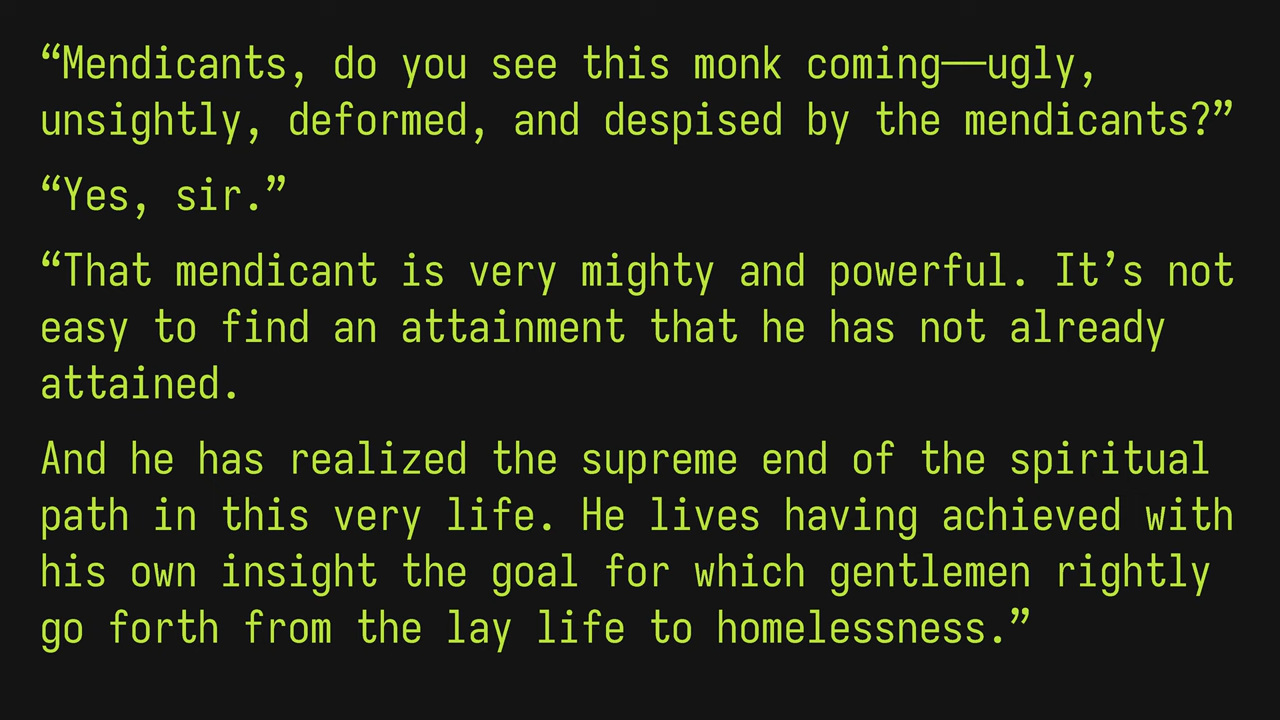 “Mendicants, do you see this monk coming—ugly,
unsightly, deformed, and despised by the mendicants?”
“Yes, sir.”
“That mendicant is very mighty and powerful. It’s not
easy to find an attainment that he has not already
attained.
And he has realized the supreme end of the spiritual
path in this very life. He lives having achieved with
his own insight the goal for which gentlemen rightly
go forth from the lay life to homelessness.”